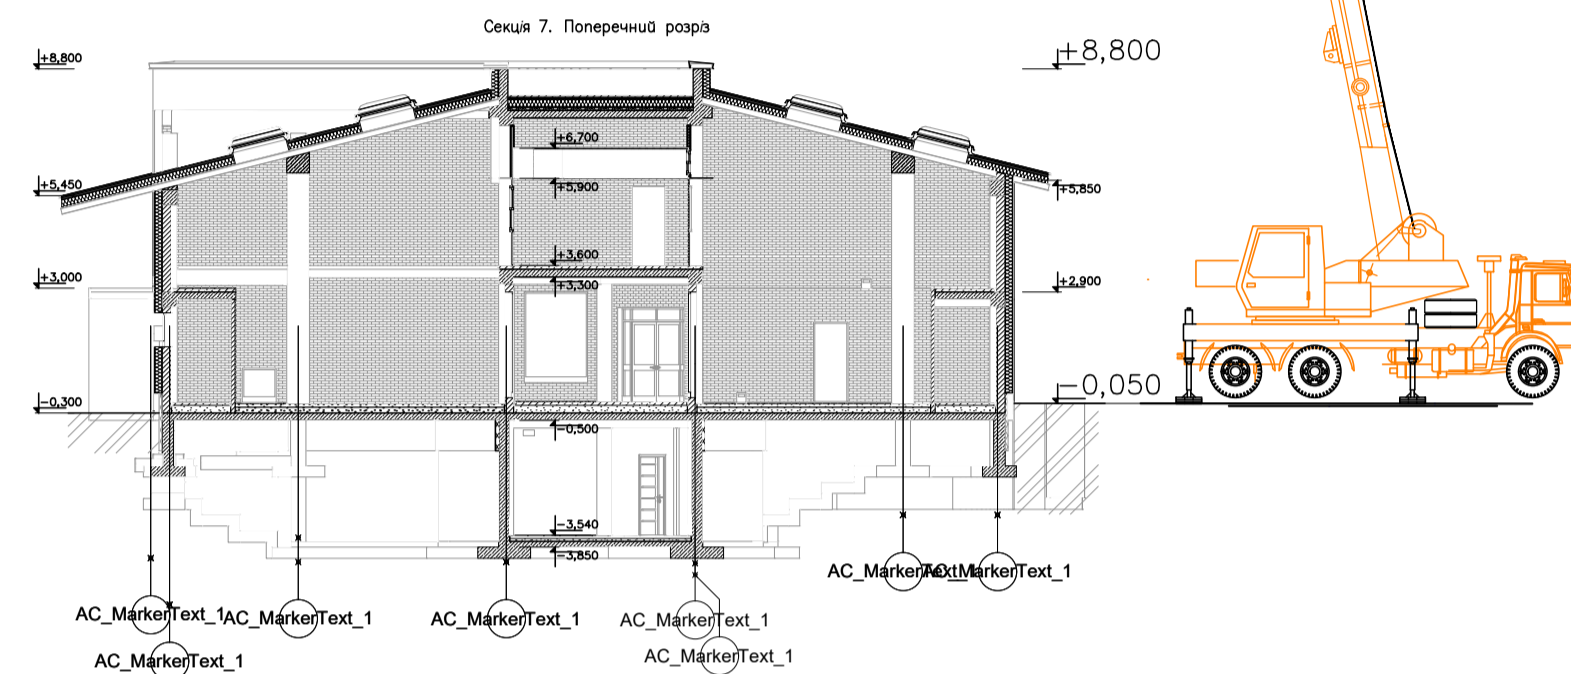 Секція 7. Поперечний розріз
+8,800
+8,800
+6,700
+5,450
+5,900
+5,850
+3,600
+3,000
+3,300
+2,900
-0,300
-0,050
-0,500
-3,540
-3,850
AC_MarkerText_1
AC_MarkerText_1
AC_MarkerText_1
AC_MarkerText_1
AC_MarkerText_1
AC_MarkerText_1
AC_MarkerText_1
AC_MarkerText_1